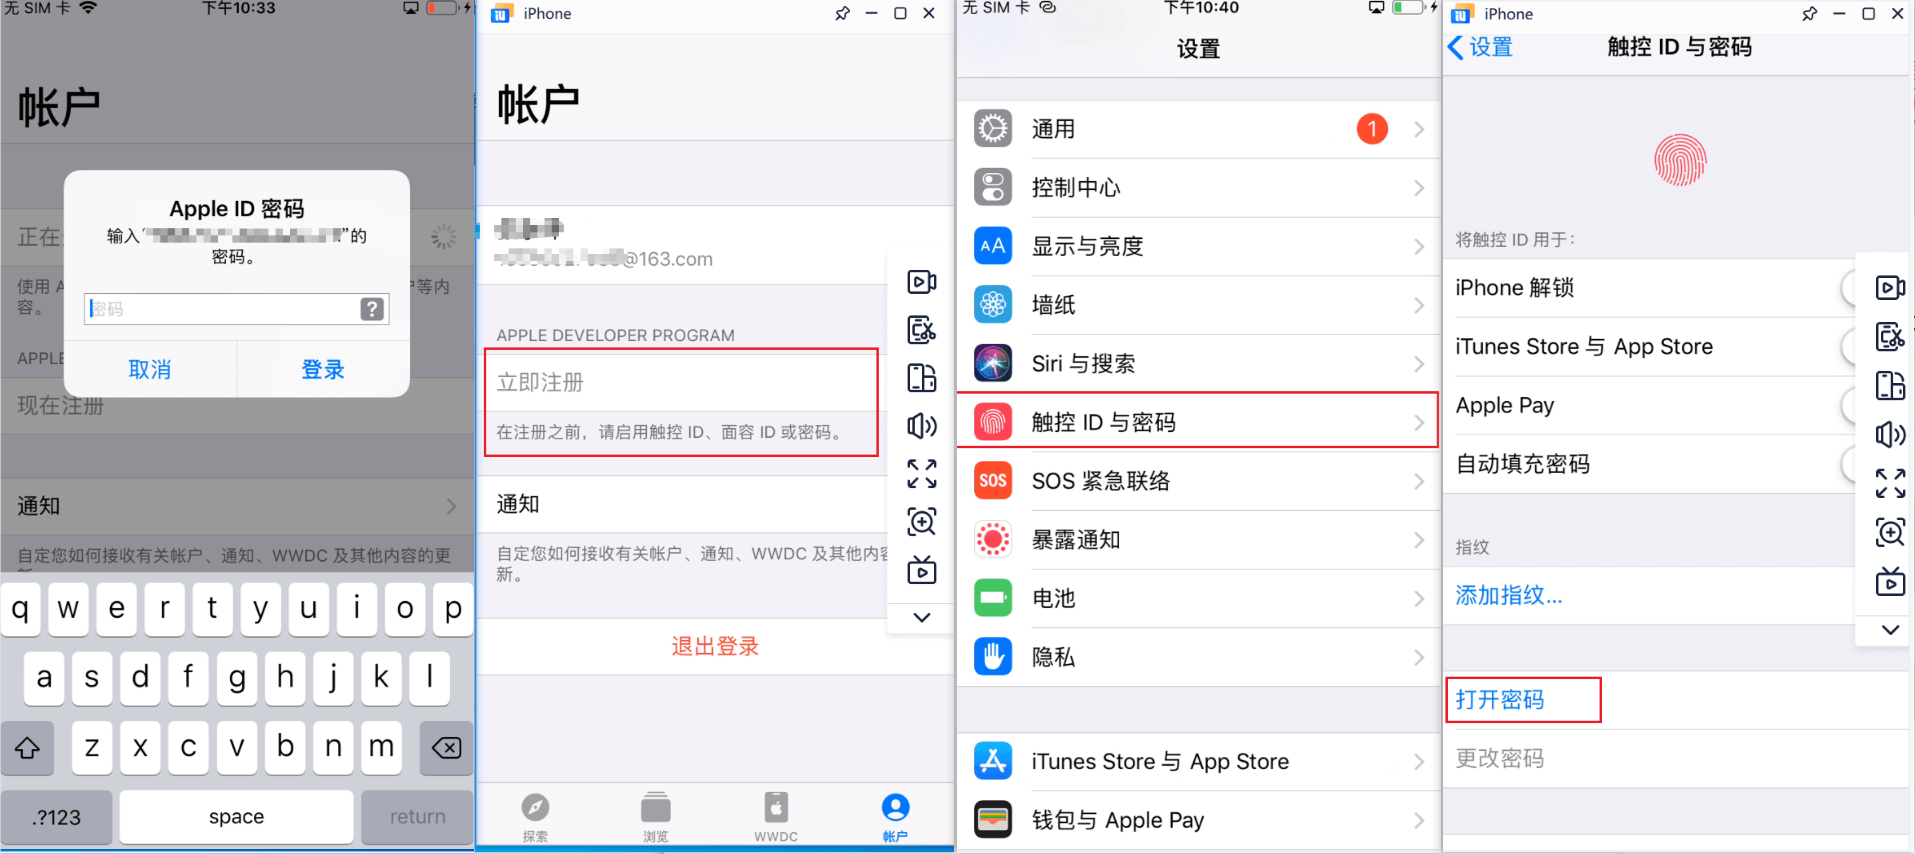 无 SIM 卡
下午10:33
帐户
Apple ID 密码
输入“
”的
密码。
密码
?
取消
登录
正在
使用 A
户等内
容。
APPLE
现在注册
通知
自定您如何接收有关帐户、通知、WWDC 及其他内容的更
新。
q w e r t y u i o p
a s d f g h j k l
z x c v b n m
.?123
space
return
iPhone
帐户
@163.com
APPLE DEVELOPER PROGRAM
立即注册
在注册之前，请启用触控 ID、面容 ID 或密码。
通知
自定您如何接收有关帐户、通知、WWDC 及其他内容
新。
退出登录
探索
浏览
WWDC
帐户
无 SIM 卡
下午10:40
设置
通用
1
控制中心
AA
显示与亮度
墙纸
Siri 与搜索
触控 ID 与密码
SOS
SOS 紧急联络
暴露通知
电池
隐私
iTunes Store 与 App Store
钱包与 Apple Pay
iPhone
设置
触控 ID 与密码
将触控 ID 用于：
iPhone 解锁
iTunes Store 与 App Store
Apple Pay
自动填充密码
指纹
添加指纹...
打开密码
更改密码